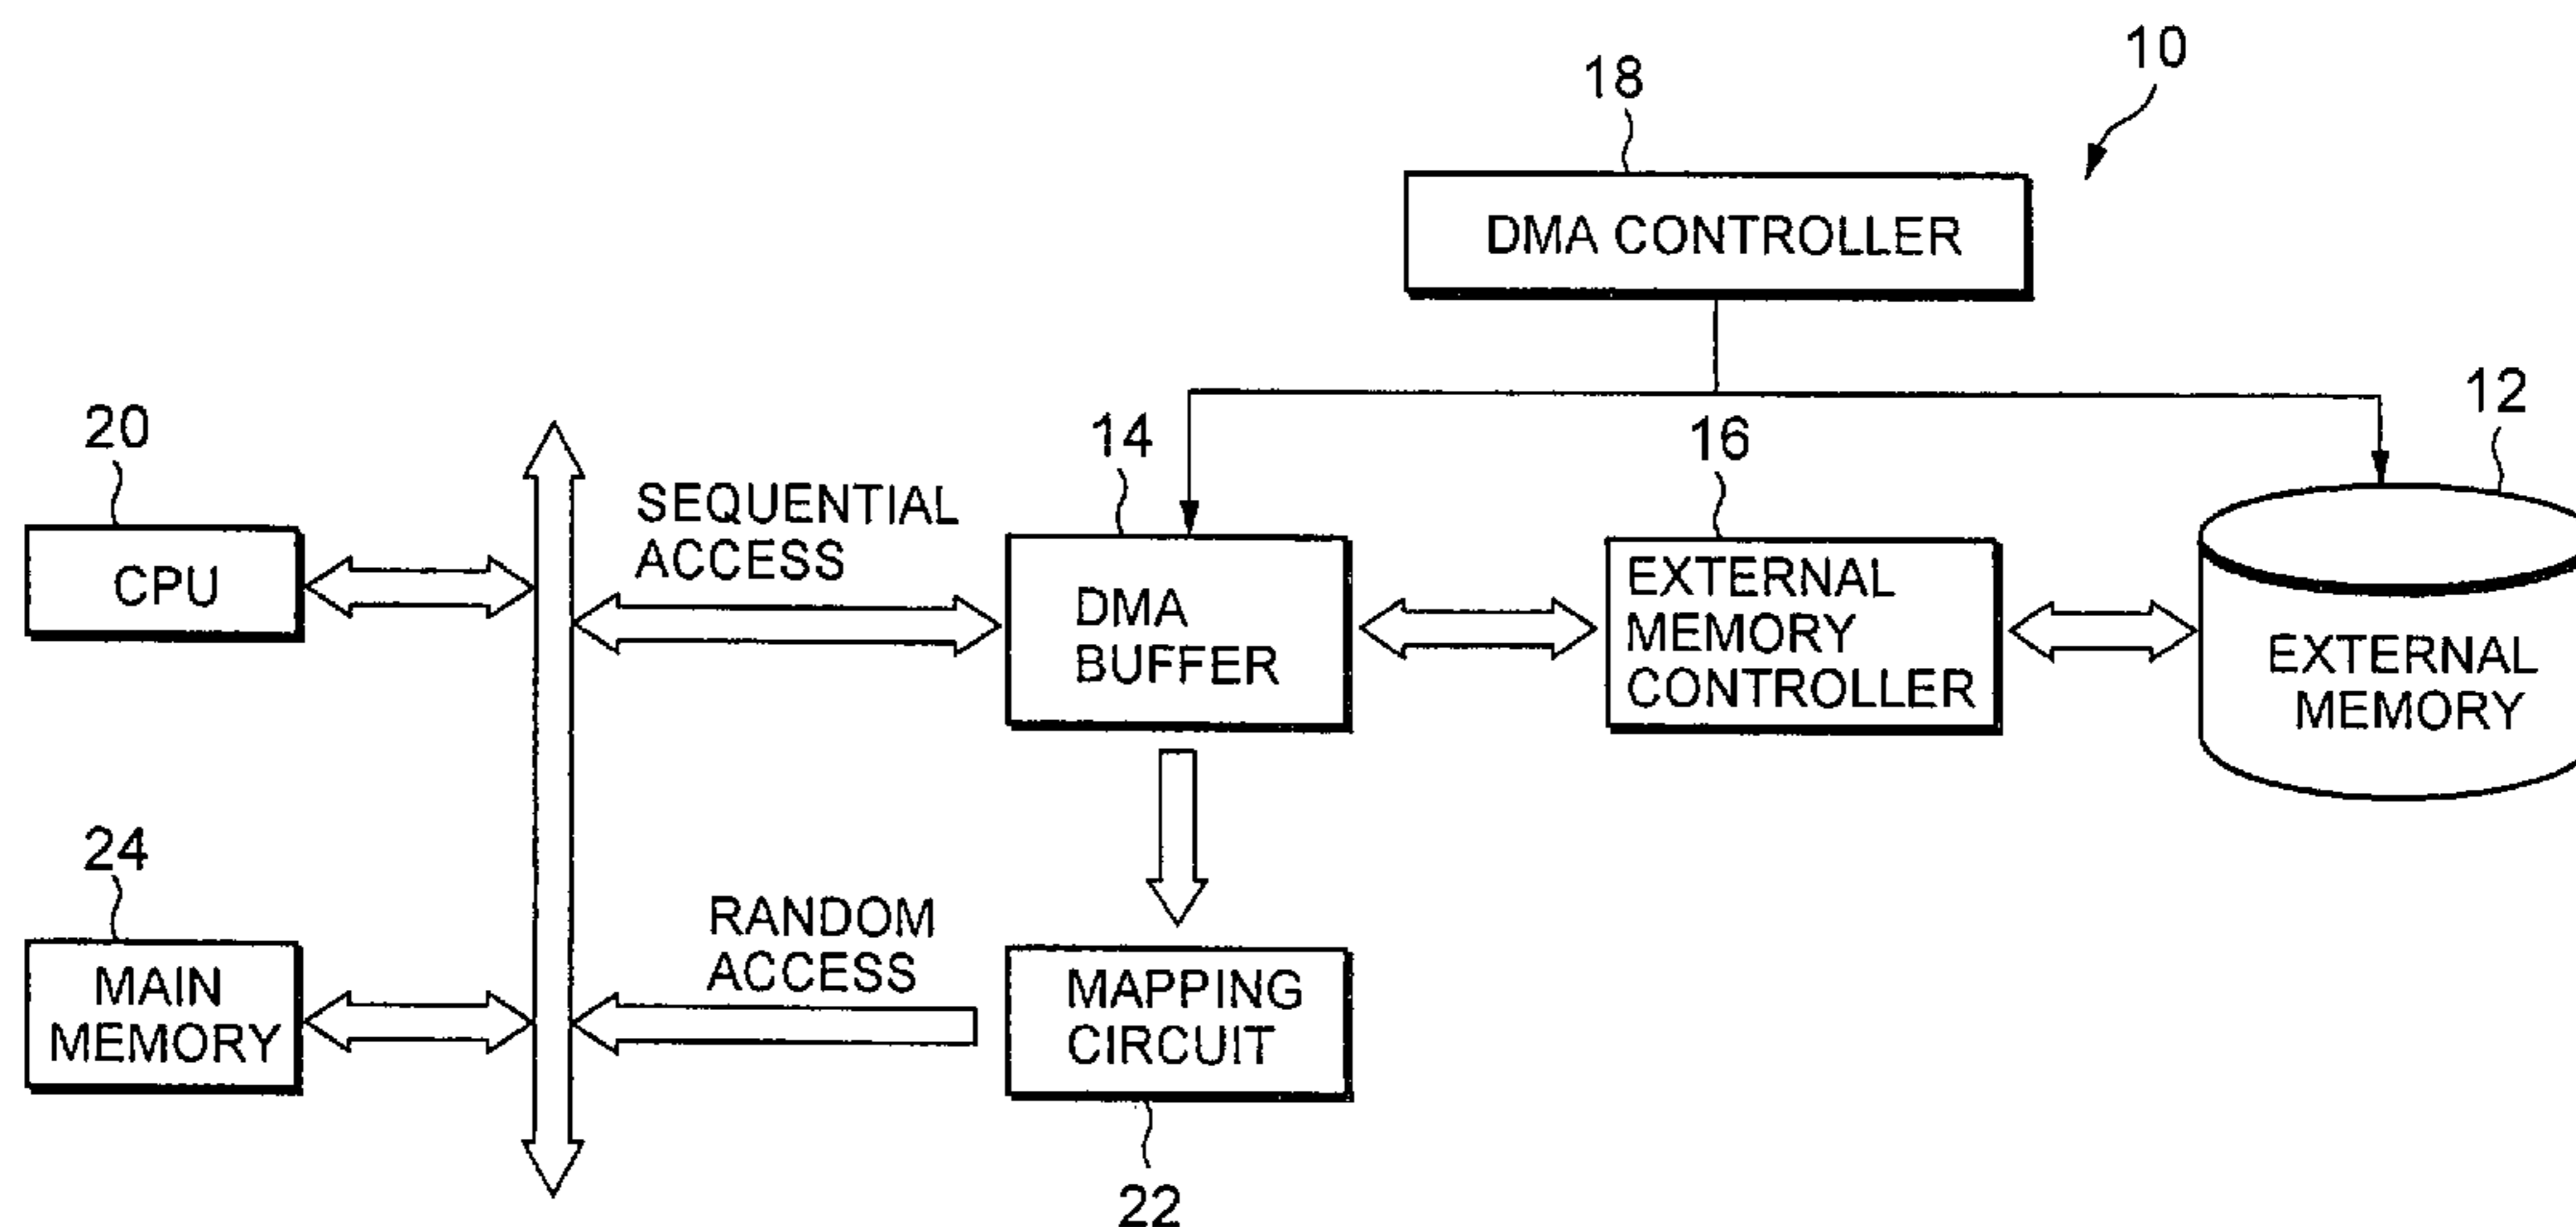 10
18
DMA CONTROLLER
12
20
14
16
SEQUENTIAL
ACCESS
CPU
DMA
BUFFER
EXTERNAL
MEMORY
CONTROLLER
EXTERNAL
MEMORY
24
RANDOM
ACCESS
MAIN
MEMORY
MAPPING
CIRCUIT
22